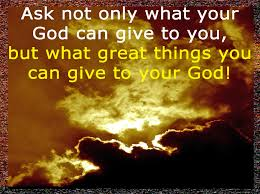 Ask not only what your
God can give to you,
but what great things you
can give to your God!